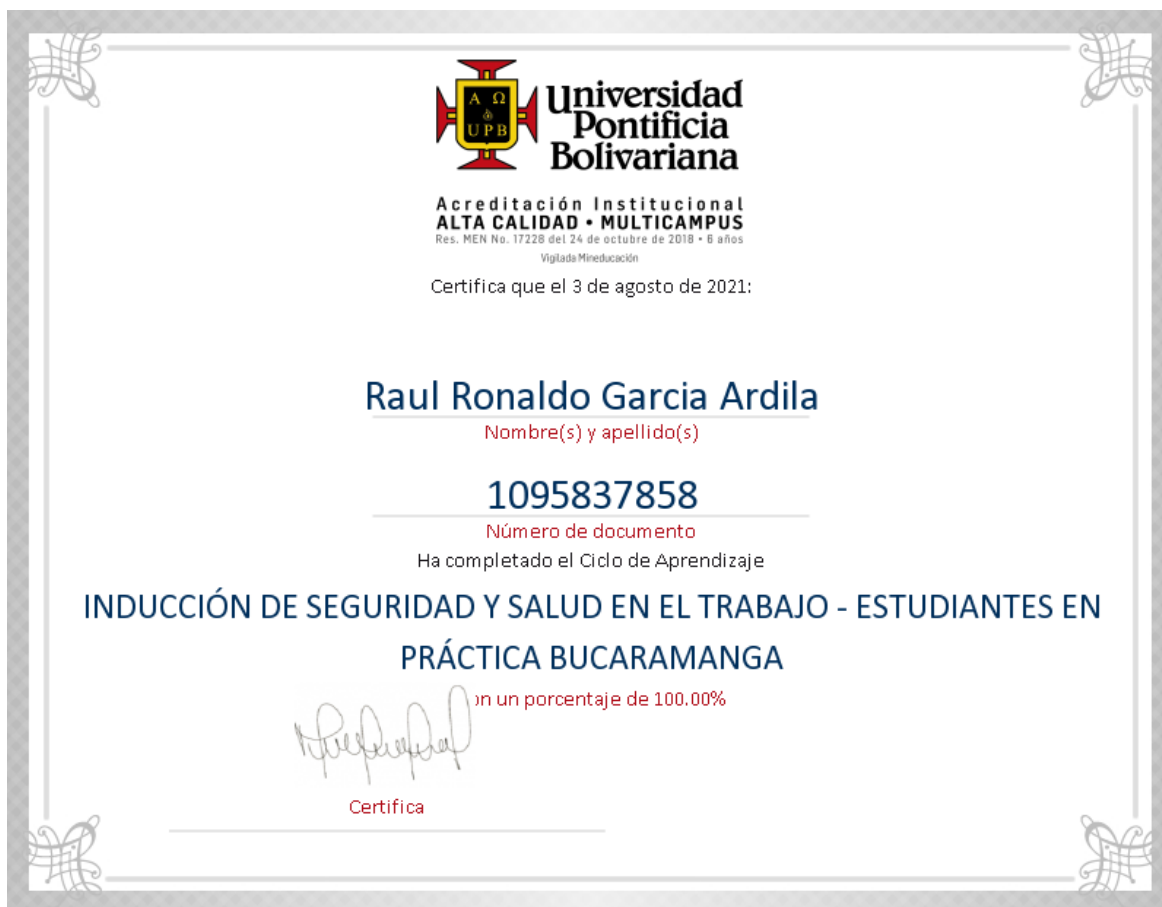 Α Ω
UPB
Universidad
Pontificia
Bolivariana
Acreditación Institucional
ALTA CALIDAD • MULTICAMPUS
Res. MEN No. 17228 del 24 de octubre de 2018 • 6 años
Vigilada Mineducación
Certifica que el 3 de agosto de 2021:
Raul Ronaldo Garcia Ardila
Nombre(s) y apellido(s)
1095837858
Número de documento
Ha completado el Ciclo de Aprendizaje
INDUCCIÓN DE SEGURIDAD Y SALUD EN EL TRABAJO - ESTUDIANTES EN
PRÁCTICA BUCARAMANGA
on un porcentaje de 100.00%
Certifica